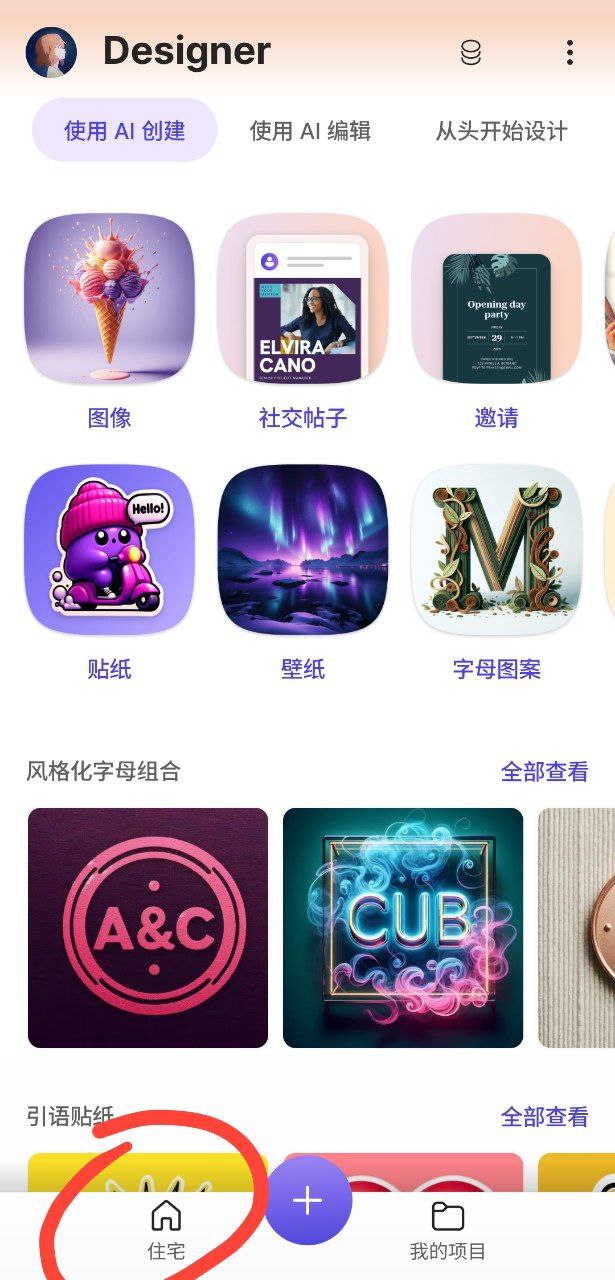 Designer
使用 AI 创建
使用 AI 编辑
从头开始设计
ELVIRA
CANO
Opening day
party
29
图像
社交帖子
邀请
Hello!
M
贴纸
壁纸
字母图案
风格化字母组合
全部查看
A&C
CUB
引语贴纸
全部查看
住宅
我的项目